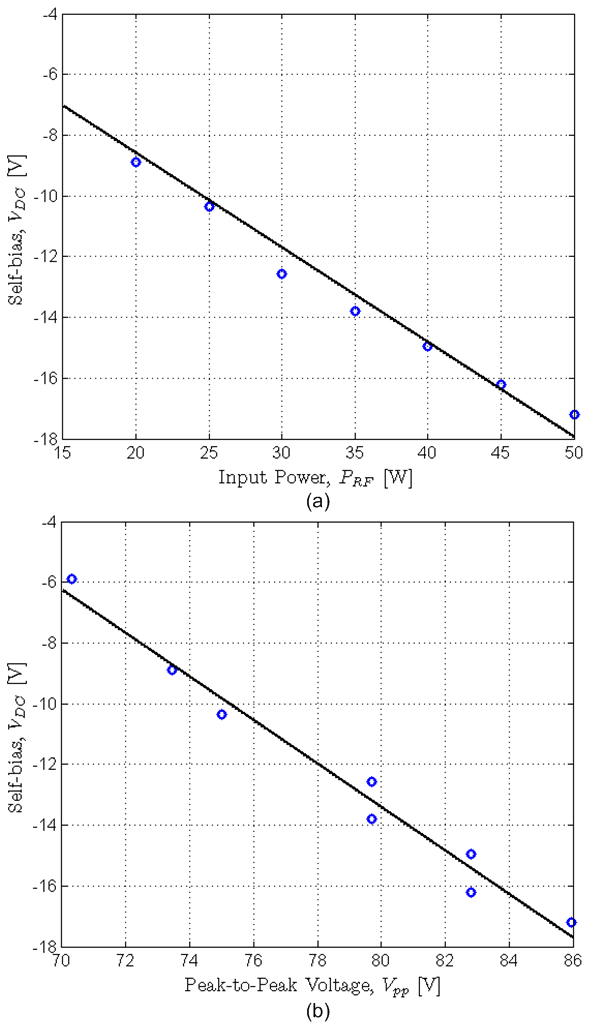 -4
-6
-8
-10
-12
-14
-16
-18
Self-bias, V_DC [V]
15 20 25 30 35 40 45 50
Input Power, P_RF [W]
(a)
-4
-6
-8
-10
-12
-14
-16
-18
Self-bias, V_DC [V]
70 72 74 76 78 80 82 84 86
Peak-to-Peak Voltage, V_pp [V]
(b)